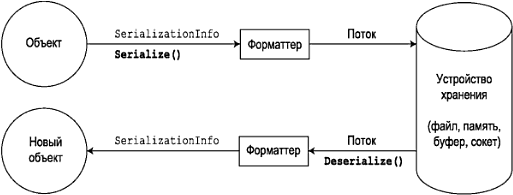 Объект
SerializationInfo
Serialize()
Форматтер
Поток
Устройство
хранения
(файл, память,
буфер, сокет)
Новый
объект
SerializationInfo
Форматтер
Поток
Deserialize()